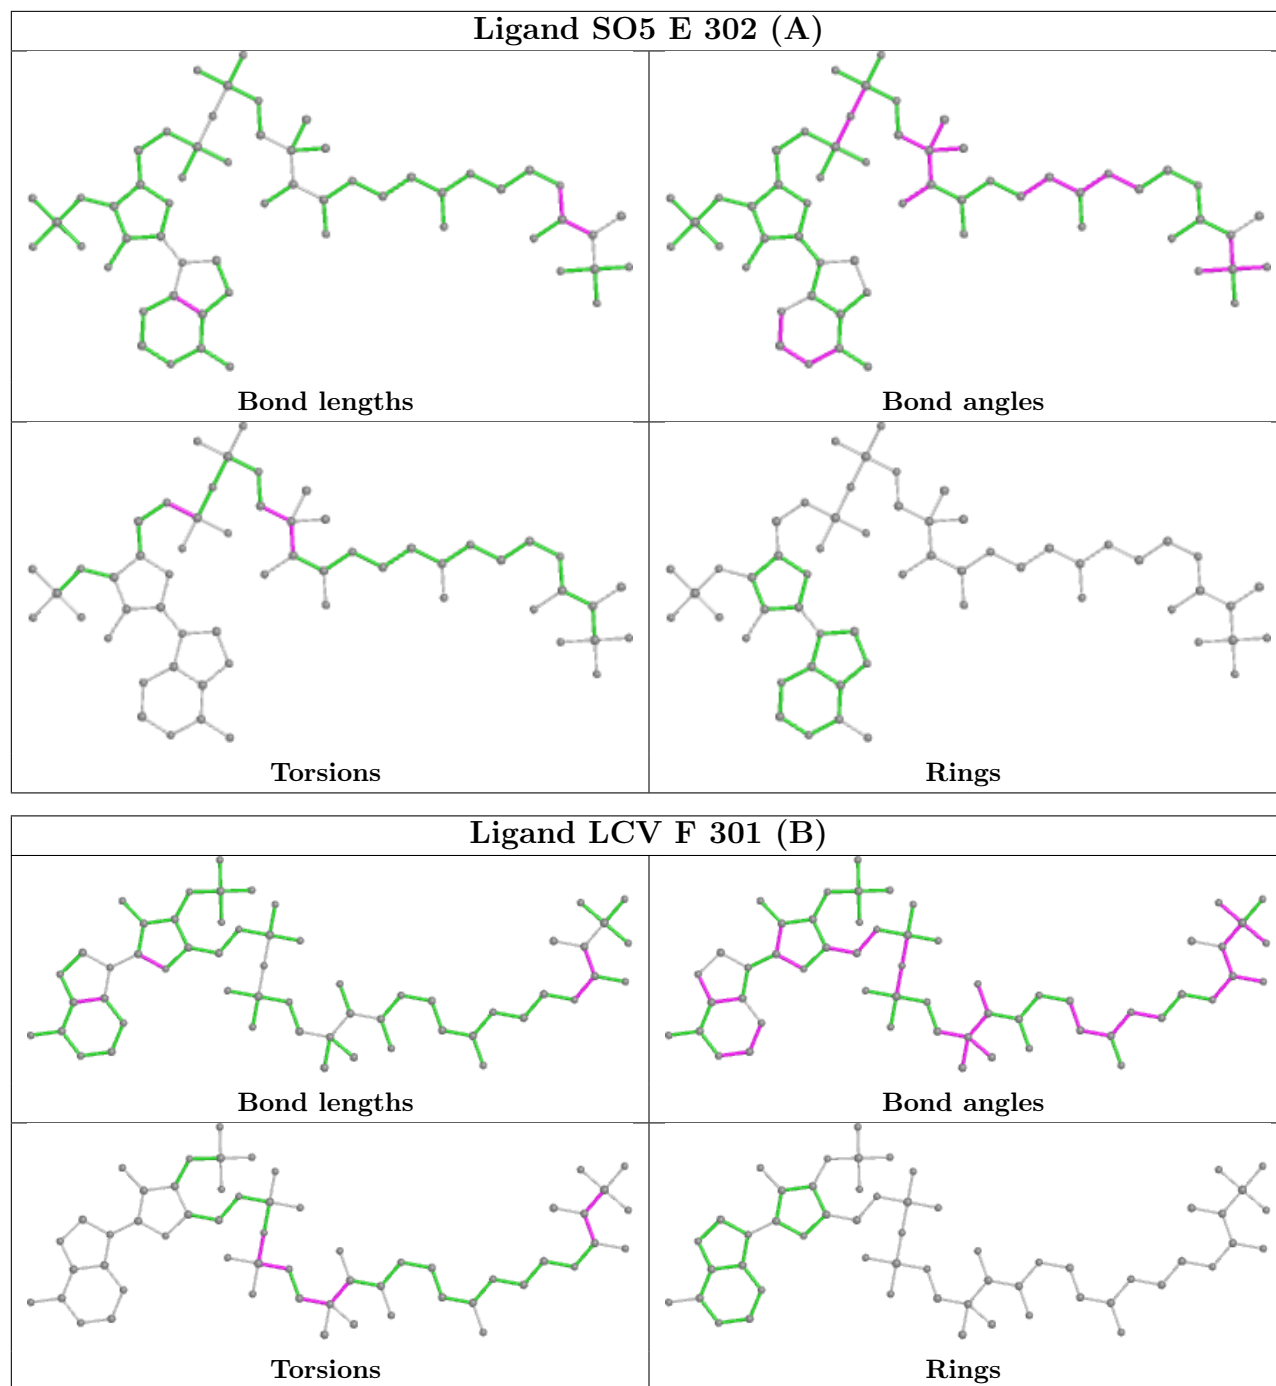 Ligand SO5 E 302 (A)
Bond lengths
Bond angles
Torsions
Rings
Ligand LCV F 301 (B)
Bond lengths
Bond angles
Torsions
Rings